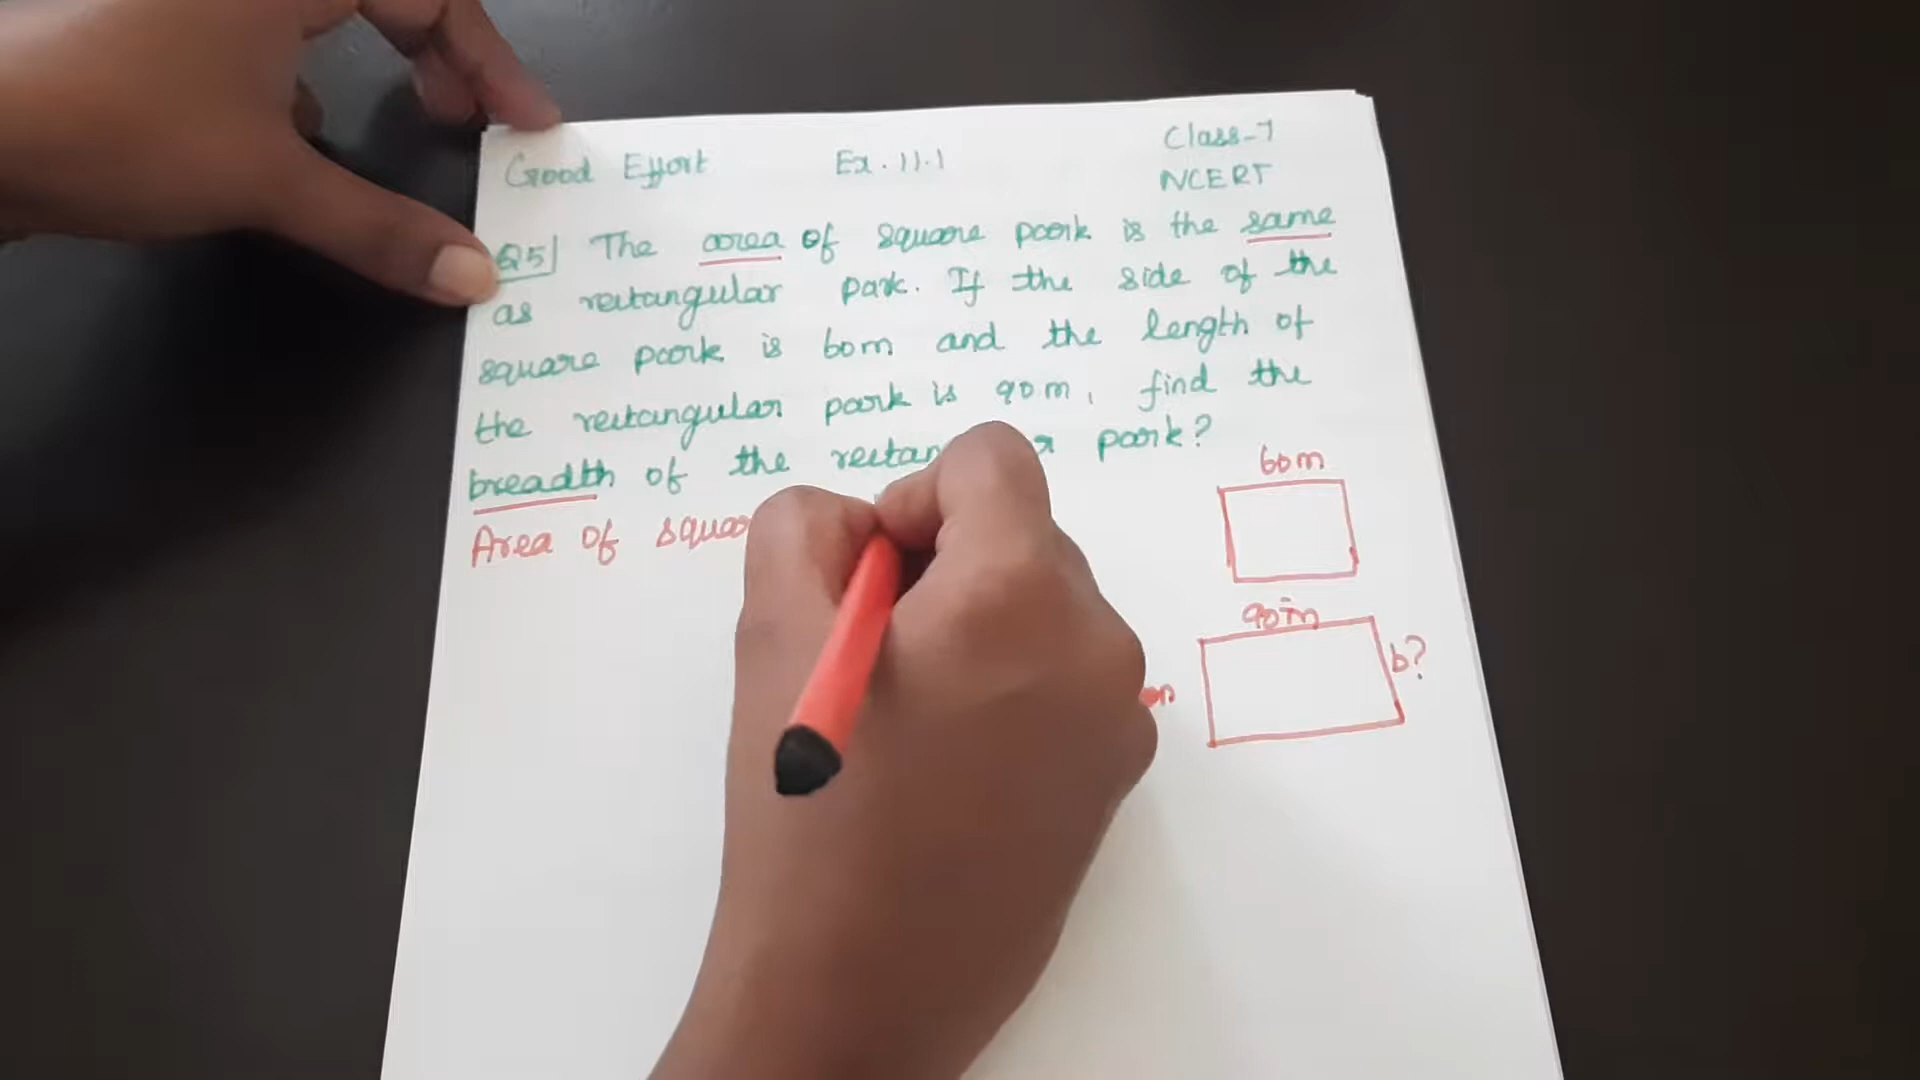 Good Effort
Ex. 11.1
Class-7
NCERT
Q5 The area of square park is the same
as rectangular park. If the side of the
square park is 60m and the length of
the rectangular park is 90m, find the
breadth of the park?
Area of
60m
90m
b?